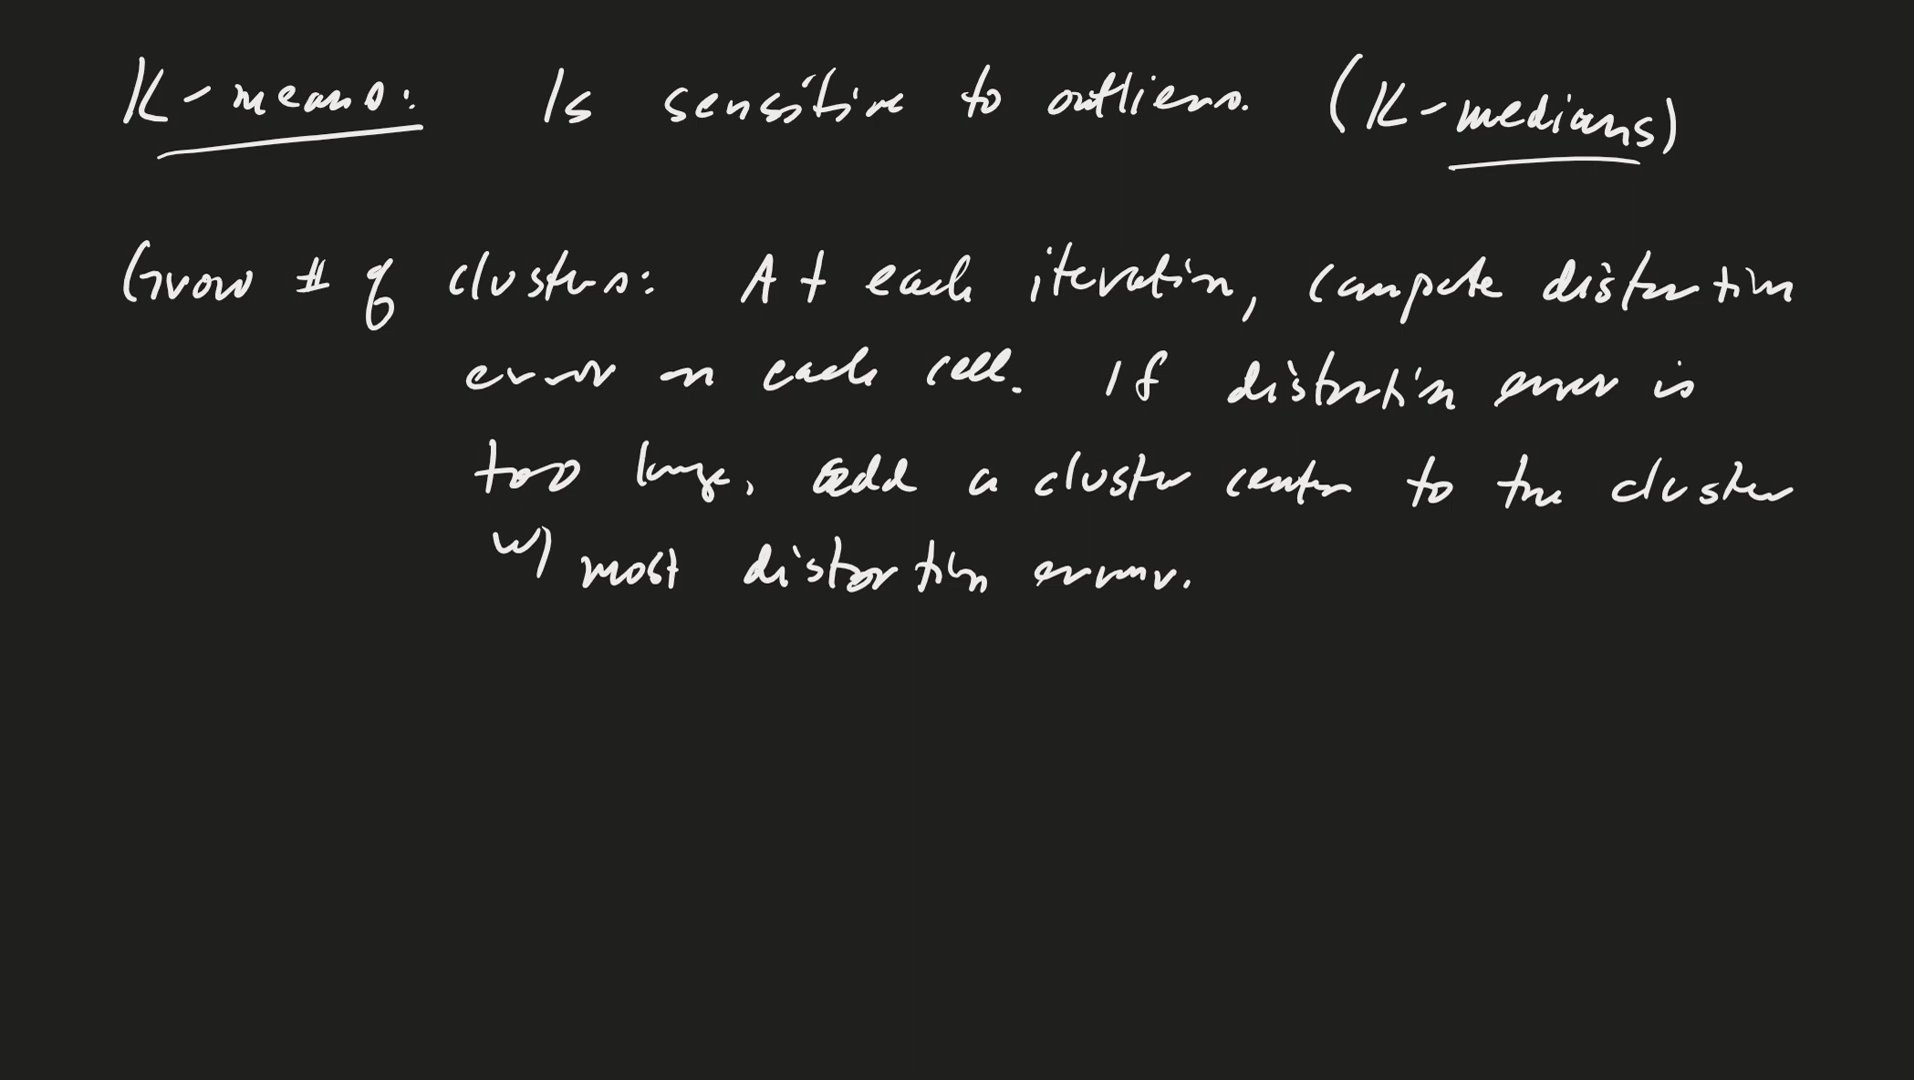 K-means: Is sensitive to outliers. (K-medians)
Grow # of clusters: At each iteration, compute distortion
error on each cell. If distortion error is
too large, add a cluster center to the cluster
w/ most distortion error.